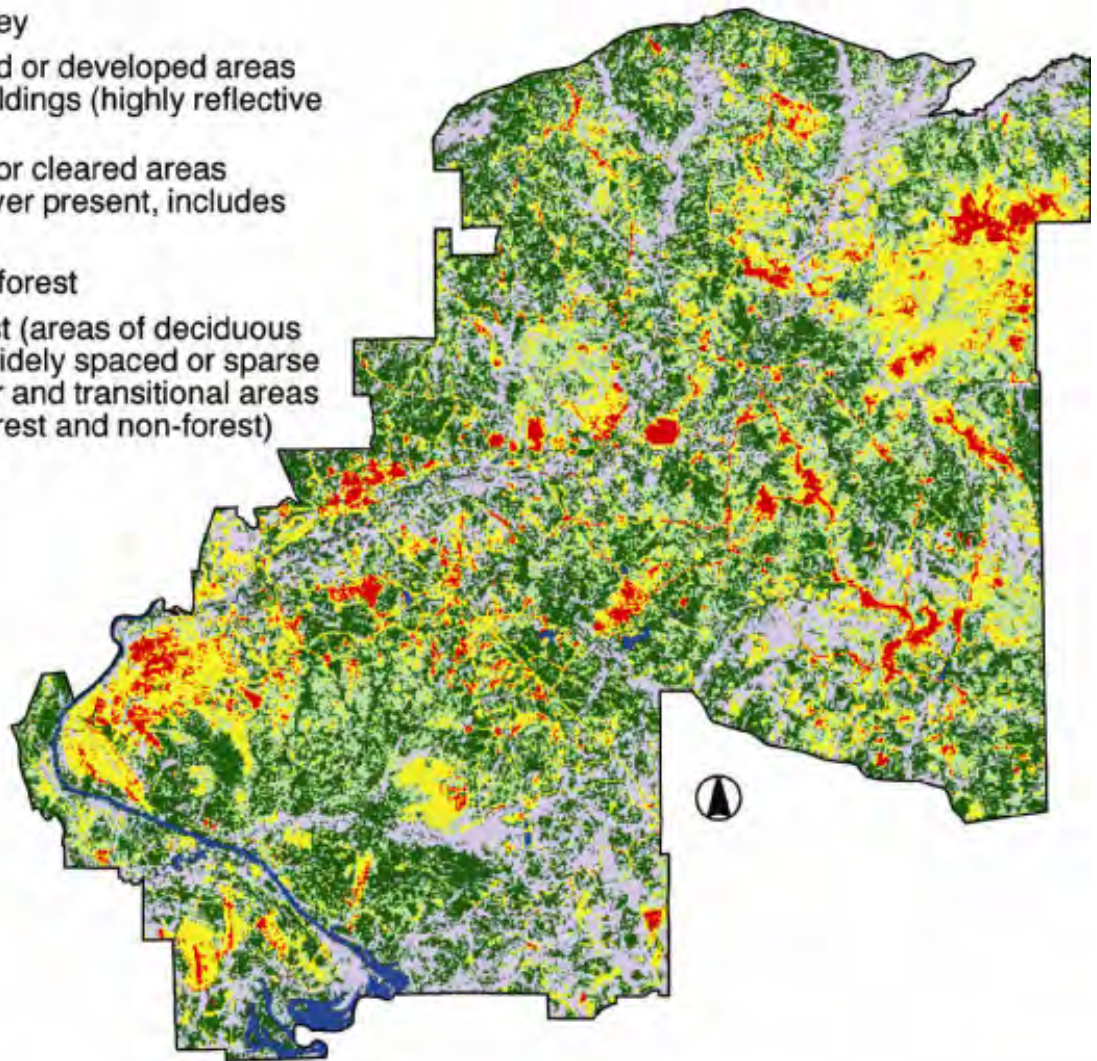 ey
d or developed areas
ldings (highly reflective
or cleared areas
ver present, includes
forest
st (areas of deciduous
idely spaced or sparse
r and transitional areas
rest and non-forest)